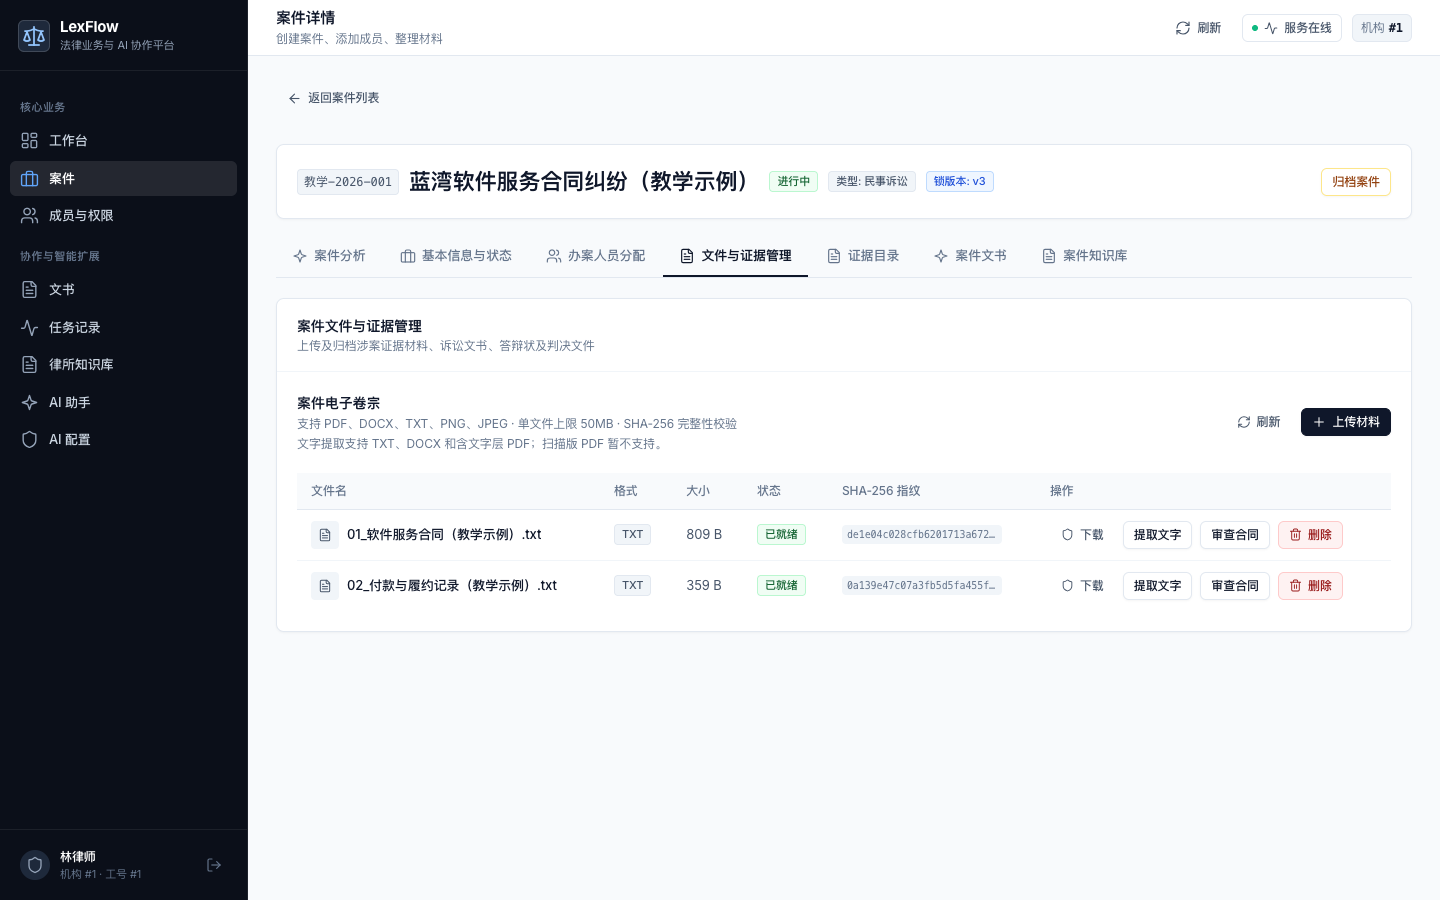 LexFlow
法律业务与 AI 协作平台
核心业务
工作台
案件
成员与权限
协作与智能扩展
文书
任务记录
律所知识库
AI 助手
AI 配置
林律师
机构 #1 · 工号 #1
案件详情
创建案件、添加成员、整理材料
刷新
服务在线
机构 #1
返回案件列表
教学-2026-001
蓝湾软件服务合同纠纷（教学示例）
进行中
类型: 民事诉讼
锁版本: v3
归档案件
案件分析
基本信息与状态
办案人员分配
文件与证据管理
证据目录
案件文书
案件知识库
案件文件与证据管理
上传及归档涉案证据材料、诉讼文书、答辩状及判决文件
案件电子卷宗
支持 PDF、DOCX、TXT、PNG、JPEG · 单文件上限 50MB · SHA-256 完整性校验
文字提取支持 TXT、DOCX 和含文字层 PDF；扫描版 PDF 暂不支持。
刷新
上传材料
文件名 格式 大小 状态 SHA-256 指纹 操作
01_软件服务合同（教学示例）.txt TXT 809 B 已就绪 de1e04c028cfb6201713a672… 下载 提取文字 审查合同 删除
02_付款与履约记录（教学示例）.txt TXT 359 B 已就绪 0a139e47c07a3fb5d5fa455f… 下载 提取文字 审查合同 删除